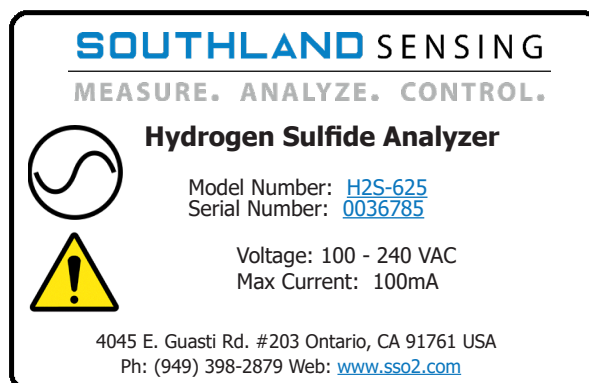 SOUTHLAND SENSING
MEASURE. ANALYZE. CONTROL.
Hydrogen Sulfide Analyzer
Model Number: H2S-625
Serial Number: 0036785
Voltage: 100 - 240 VAC
Max Current: 100mA
4045 E. Guasti Rd. #203 Ontario, CA 91761 USA
Ph: (949) 398-2879 Web: www.sso2.com